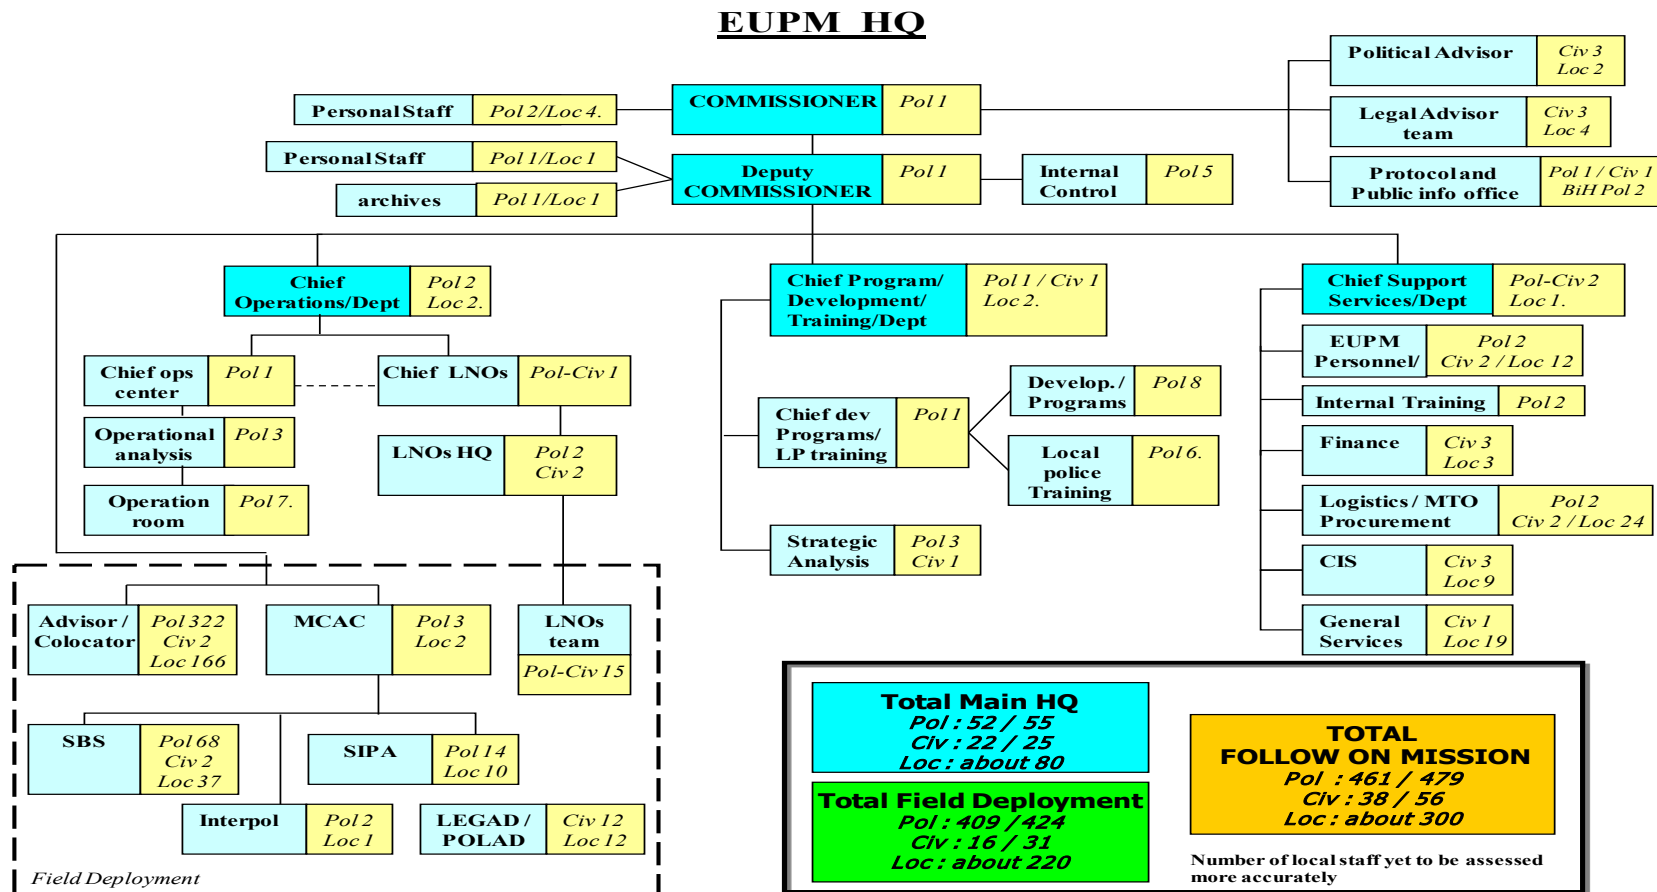 EUPM HQ
Political Advisor
Civ 3
Loc 2
Personal Staff
Pol 2/Loc 4.
COMMISSIONER
Pol 1
Legal Advisor
team
Civ 3
Loc 4
Personal Staff
Pol 1/Loc 1
archives
Pol 1/Loc 1
Deputy
COMMISSIONER
Pol 1
Internal
Control
Pol 5
Protocol and
Public info office
Pol 1 / Civ 1
BiH Pol 2
Chief
Operations/Dept
Pol 2
Loc 2.
Chief Program/
Development/
Training/Dept
Pol 1 / Civ 1
Loc 2.
Chief Support
Services/Dept
Pol-Civ 2
Loc 1.
Chief ops
center
Pol 1
Chief LNOs
Pol-Civ 1
Operational
analysis
Pol 3
LNOs HQ
Pol 2
Civ 2
Operation
room
Pol 7.
Chief dev
Programs/
LP training
Pol 1
Develop. /
Programs
Pol 8
Local
police
Training
Pol 6.
Strategic
Analysis
Pol 3
Civ 1
EUPM
Personnel/
Pol 2
Civ 2 / Loc 12
Internal Training
Pol 2
Finance
Civ 3
Loc 3
Logistics / MTO
Procurement
Pol 2
Civ 2 / Loc 24
CIS
Civ 3
Loc 9
General
Services
Civ 1
Loc 19
Advisor /
Colocator
Pol 322
Civ 2
Loc 166
MCAC
Pol 3
Loc 2
LNOs
team
Pol-Civ 15
SBS
Pol 68
Civ 2
Loc 37
SIPA
Pol 14
Loc 10
Interpol
Pol 2
Loc 1
LEGAD /
POLAD
Civ 12
Loc 12
Field Deployment
Total Main HQ
Pol : 52 / 55
Civ : 22 / 25
Loc : about 80
Total Field Deployment
Pol : 409 / 424
Civ : 16 / 31
Loc : about 220
TOTAL
FOLLOW ON MISSION
Pol : 461 / 479
Civ : 38 / 56
Loc : about 300
Number of local staff yet to be assessed
more accurately